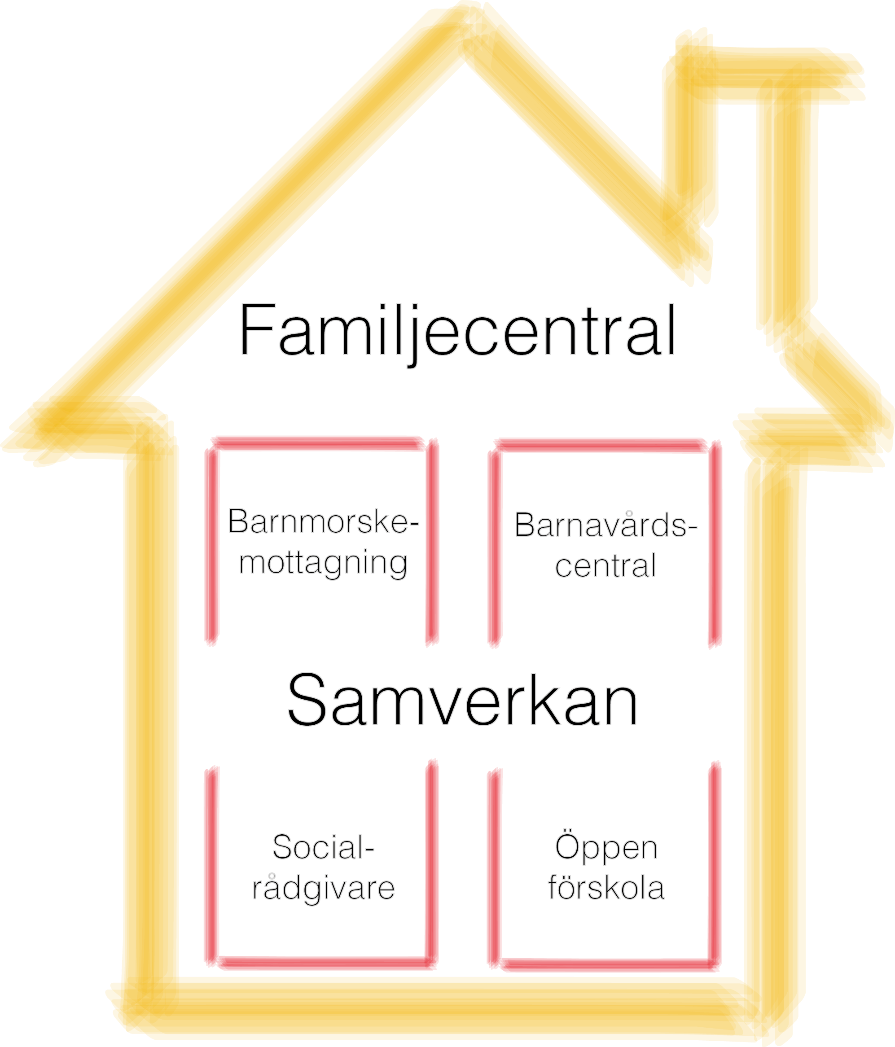 Familjecentral
Barnmorske-
mottagning
Barnavårds-
central
Samverkan
Social-
rådgivare
Öppen
förskola